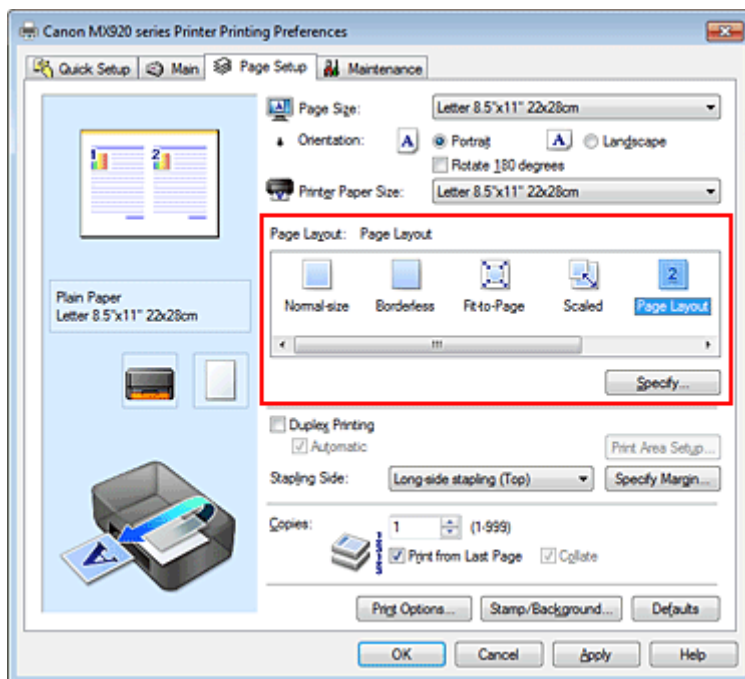 Canon MX920 series Printer Printing Preferences
Quick Setup Main Page Setup Maintenance
1 2
Plain Paper
Letter 8.5"x11" 22x28cm
Page Size: Letter 8.5"x11" 22x28cm
Orientation: A Portrait A Landscape
Rotate 180 degrees
Printer Paper Size: Letter 8.5"x11" 22x28cm
Page Layout: Page Layout
2
Normal-size Borderless Fit-to-Page Scaled Page Layout
Specify...
Duplex Printing
Automatic Print Area Setup...
Stapling Side: Long-side stapling (Top) Specify Margin...
Copies: 1 (1-999)
Print from Last Page Collate
Print Options... Stamp/Background... Defaults
OK Cancel Apply Help